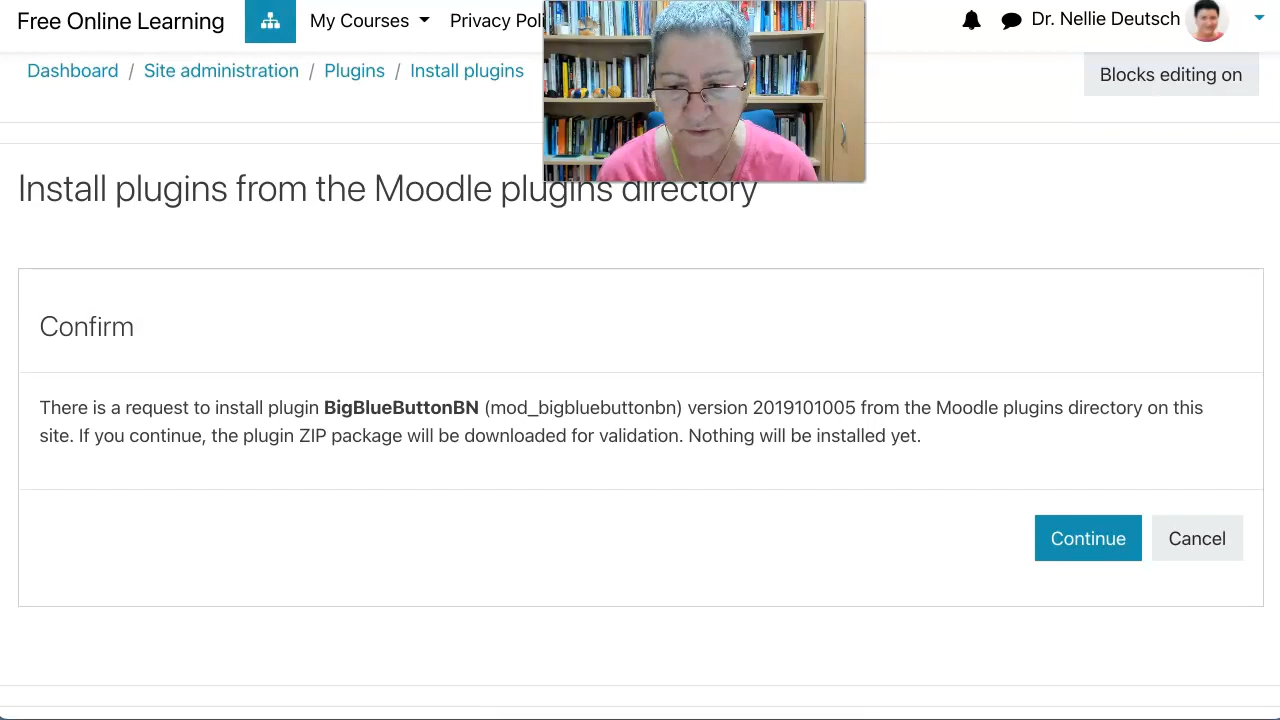 Free Online Learning My Courses Privacy Dr. Nellie Deutsch
Dashboard / Site administration / Plugins / Install plugins
Blocks editing on
Install plugins from the Moodle plugins directory
Confirm
There is a request to install plugin BigBlueButtonBN (mod_bigbluebuttonbn) version 2019101005 from the Moodle plugins directory on this
site. If you continue, the plugin ZIP package will be downloaded for validation. Nothing will be installed yet.
Continue Cancel